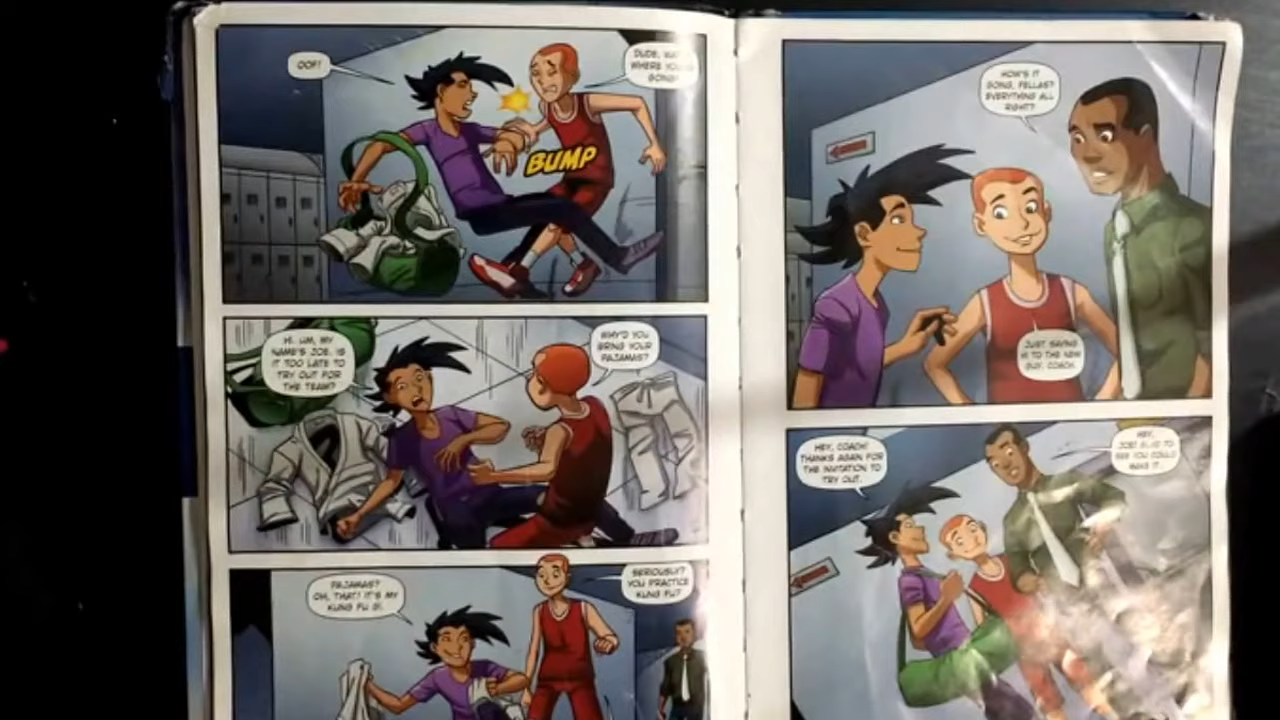 OOF!
DUDE, WA
WHERE YOU
GOING!
BUMP
HI. UM, MY
NAME'S JOE. IS
IT TOO LATE TO
TRY OUT FOR
THE TEAM?
WHY'D YOU
BRING YOUR
PAJAMAS?
PAJAMAS?
OH, THAT! IT'S MY
KUNG FU GI.
SERIOUSLY?
YOU PRACTICE
KUNG FU?
HOW'S IT
GOING, FELLAS?
EVERYTHING ALL
RIGHT?
JUST SAYING
HI TO THE NEW
GUY, COACH.
HEY, COACH!
THANKS AGAIN FOR
THE INVITATION TO
TRY OUT.
HEY,
JOE! GLAD TO
SEE YOU COULD
MAKE IT.